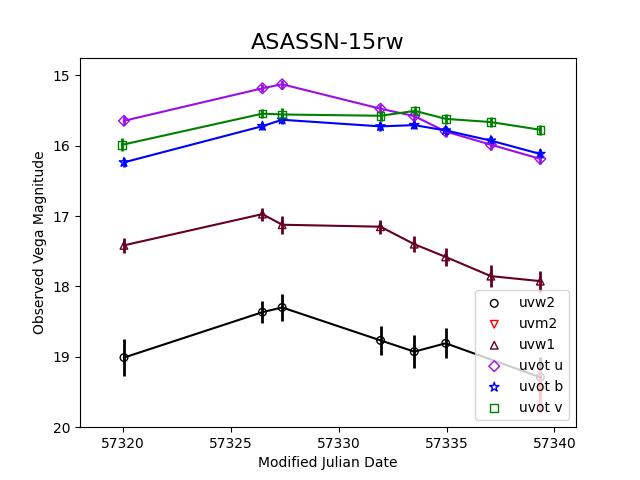 ASASSN-15rw
15
16
17
18
19
20
Observed Vega Magnitude
57320
57325
57330
57335
57340
Modified Julian Date
uvw2
uvm2
uvw1
uvot u
uvot b
uvot v